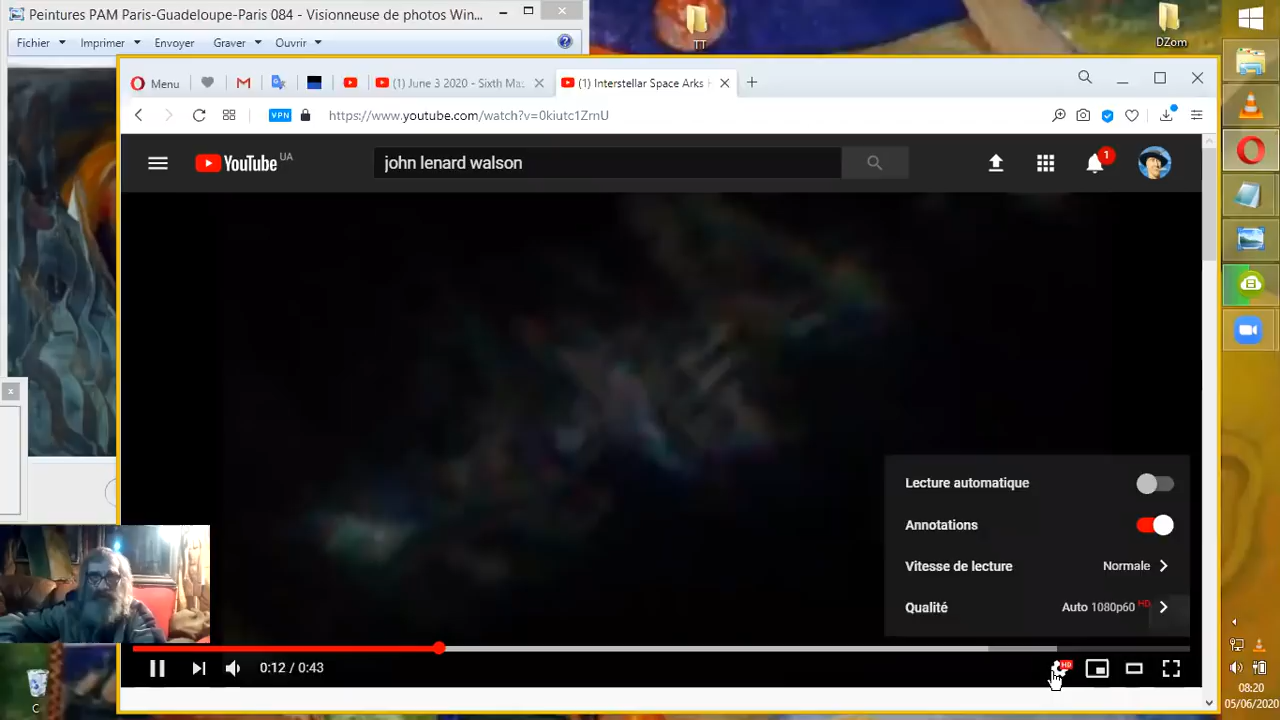 Peintures PAM Paris-Guadeloupe-Paris 084 - Visionneuse de photos Win...
Fichier Imprimer Envoyer Graver Ouvrir
TT
DZom
Menu
(1) June 3 2020 - Sixth Ma
(1) Interstellar Space Arks
VPN
https://www.youtube.com/watch?v=
YouTube UA
john lenard walson
1
Lecture automatique
Annotations
Vitesse de lecture Normale
Qualité Auto 1080p60 HD
0:12 / 0:43
HD
C
08:20
05/06/2020